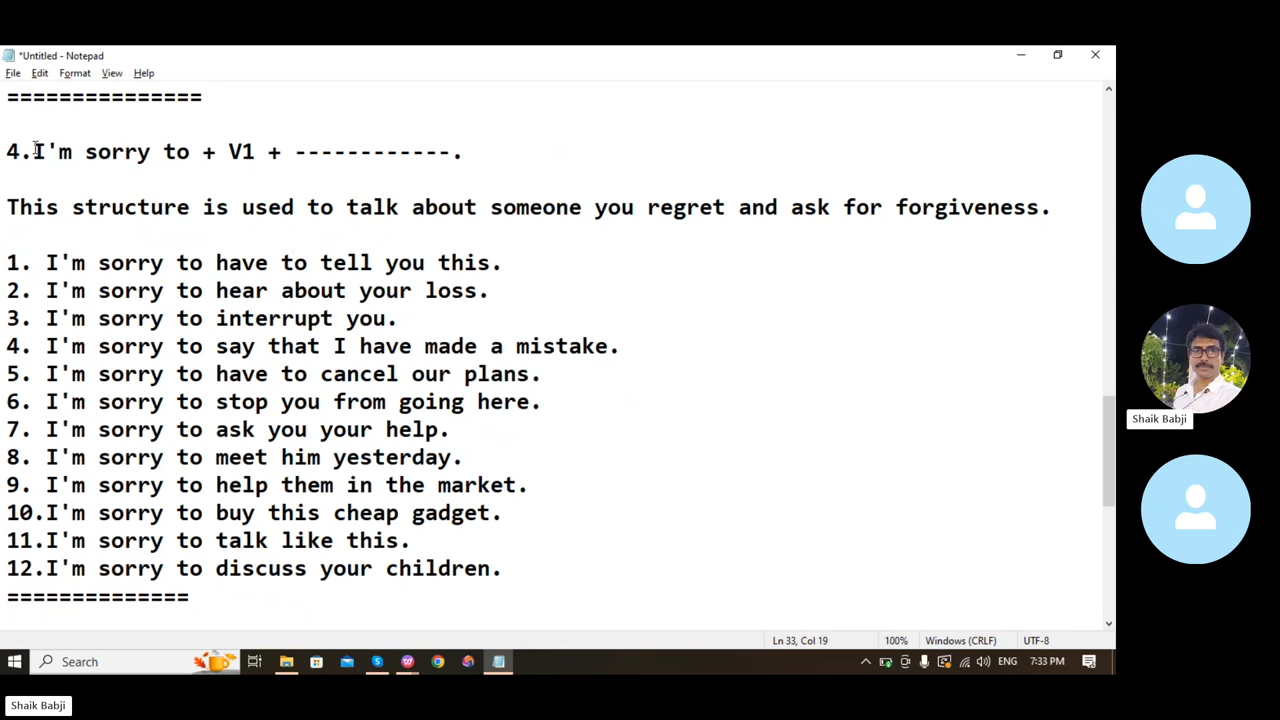 *Untitled - Notepad
File Edit Format View Help
===============
4.I'm sorry to + V1 + ------------.
This structure is used to talk about someone you regret and ask for forgiveness.
1. I'm sorry to have to tell you this.
2. I'm sorry to hear about your loss.
3. I'm sorry to interrupt you.
4. I'm sorry to say that I have made a mistake.
5. I'm sorry to have to cancel our plans.
6. I'm sorry to stop you from going here.
7. I'm sorry to ask you your help.
8. I'm sorry to meet him yesterday.
9. I'm sorry to help them in the market.
10.I'm sorry to buy this cheap gadget.
11.I'm sorry to talk like this.
12.I'm sorry to discuss your children.
==============
Shaik Babji
Ln 33, Col 19 100% Windows (CRLF) UTF-8
Search ENG 7:33 PM
Shaik Babji